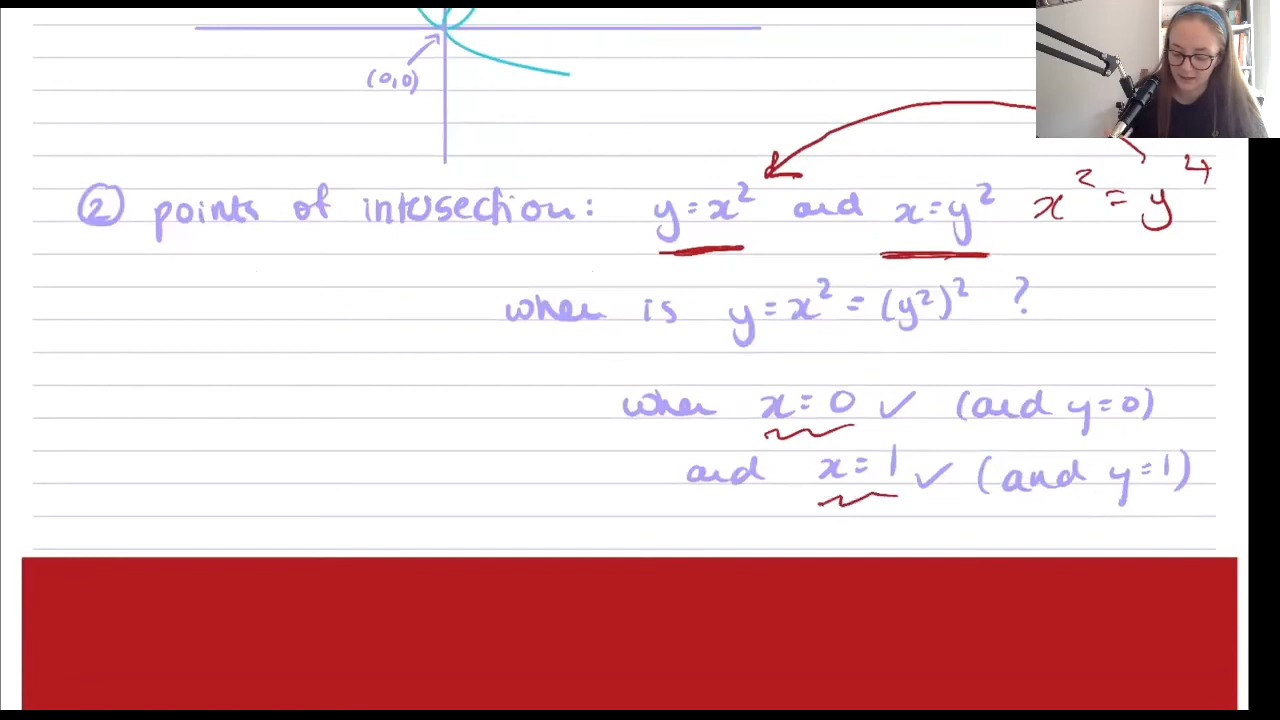 (0,0)
② points of intersection: y=x² and x=y² x²=y⁴
when is y=x²=(y²)² ?
when x=0 ✓ (and y=0)
and x=1 ✓ (and y=1)